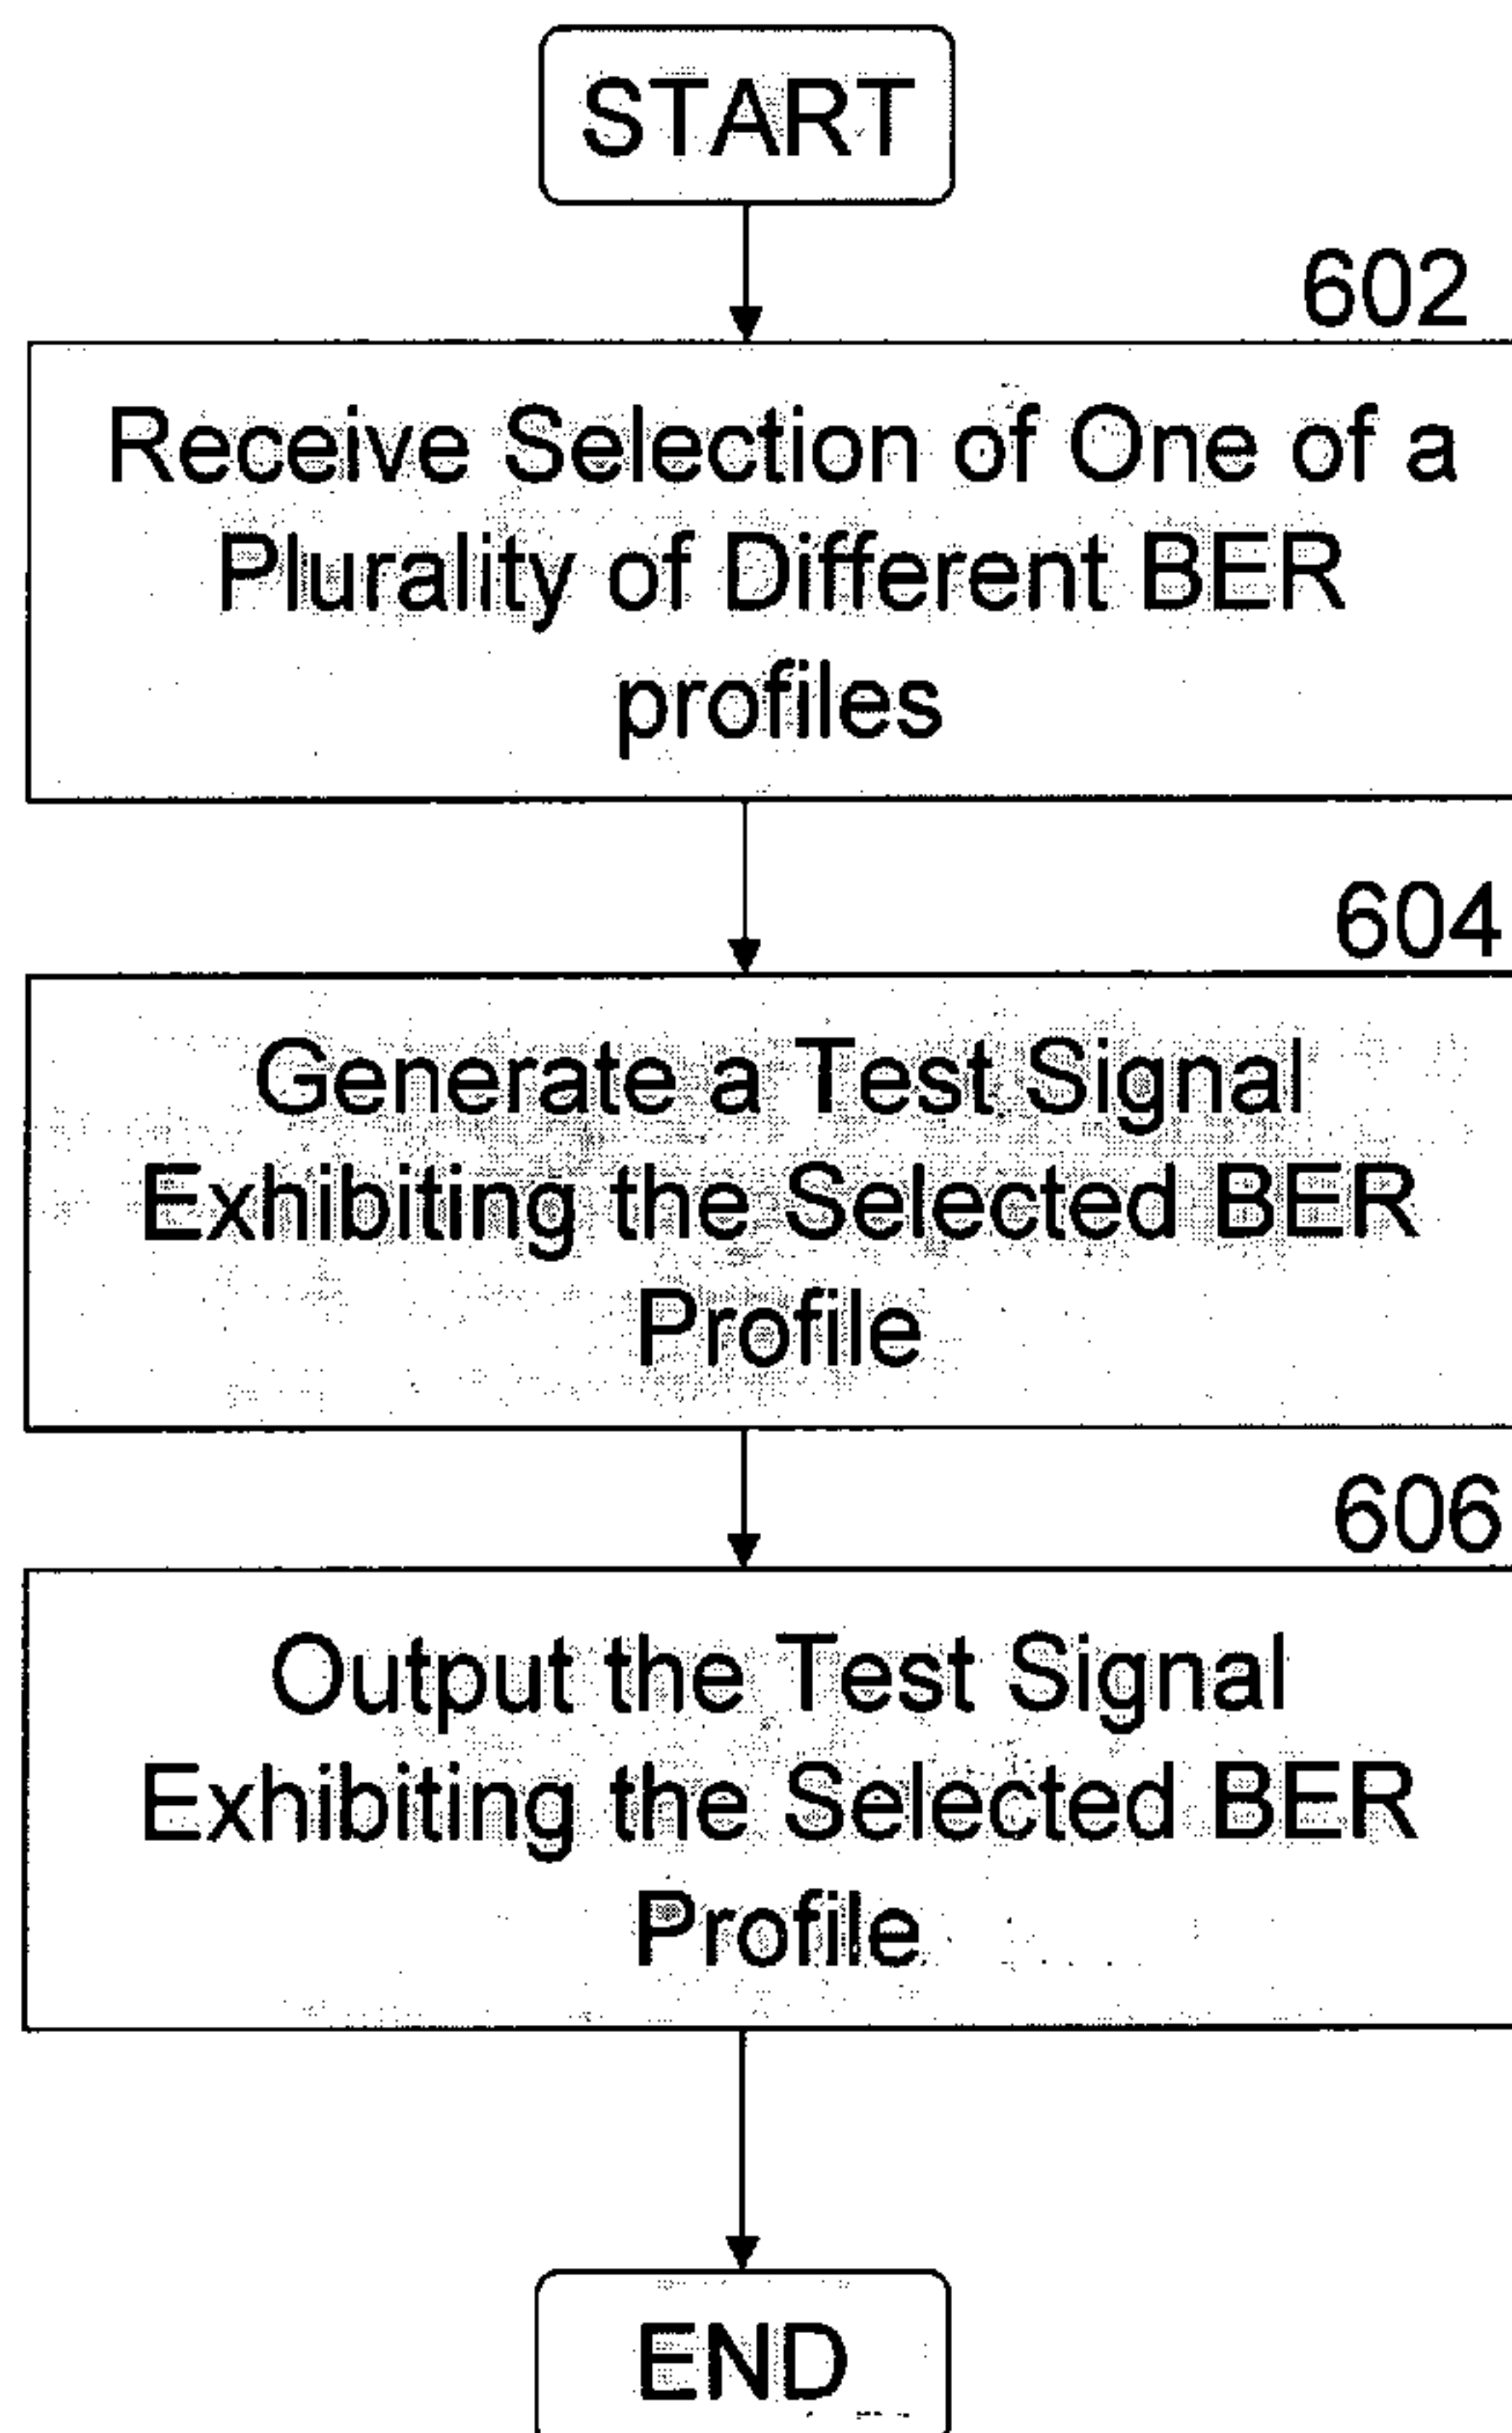 START
602
Receive Selection of One of a
Plurality of Different BER
profiles
604
Generate a Test Signal
Exhibiting the Selected BER
Profile
606
Output the Test Signal
Exhibiting the Selected BER
Profile
END